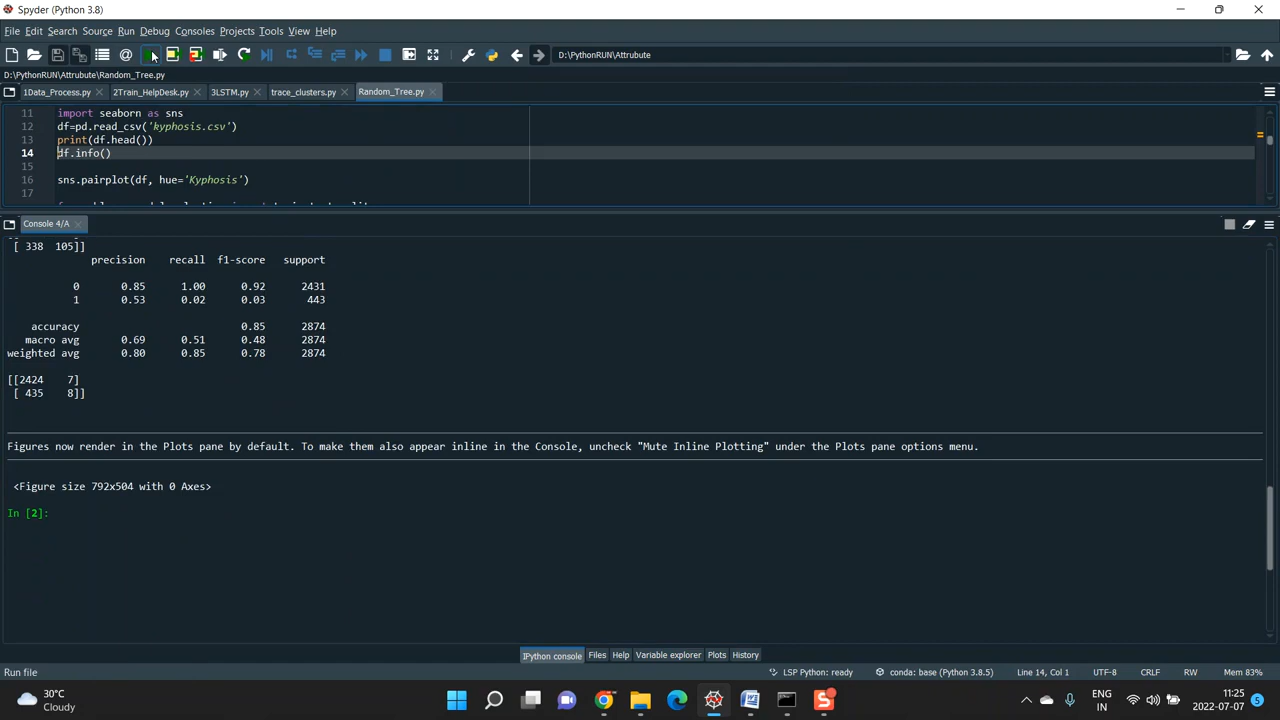 Spyder (Python 3.8)
File Edit Search Source Run Debug Consoles Projects Tools View Help
D:\PythonRUN\Attrubute
D:\PythonRUN\Attrubute\Random_Tree.py
1Data_Process.py 2Train_HelpDesk.py 3LSTM.py trace_clusters.py Random_Tree.py
11 import seaborn as sns
12 df=pd.read_csv('kyphosis.csv')
13 print(df.head())
14 df.info()
15
16 sns.pairplot(df, hue='Kyphosis')
17
Console 4/A
[ 338 105]]
precision recall f1-score support
0 0.85 1.00 0.92 2431
1 0.53 0.02 0.03 443
accuracy 0.85 2874
macro avg 0.69 0.51 0.48 2874
weighted avg 0.80 0.85 0.78 2874
[[2424 7]
[ 435 8]]
Figures now render in the Plots pane by default. To make them also appear inline in the Console, uncheck "Mute Inline Plotting" under the Plots pane options menu.
<Figure size 792x504 with 0 Axes>
In [2]:
IPython console Files Help Variable explorer Plots History
Run file LSP Python: ready conda: base (Python 3.8.5) Line 14, Col 1 UTF-8 CRLF RW Mem 83%
30°C
Cloudy
ENG
IN
11:25
2022-07-07
5